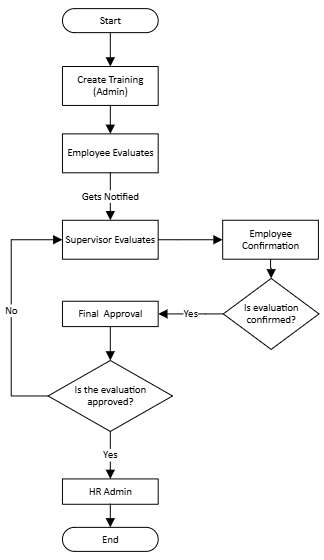 Start
Create Training
(Admin)
Employee Evaluates
Gets Notified
Supervisor Evaluates
Employee
Confirmation
Is evaluation
confirmed?
Yes
Final Approval
No
Is the evaluation
approved?
Yes
HR Admin
End